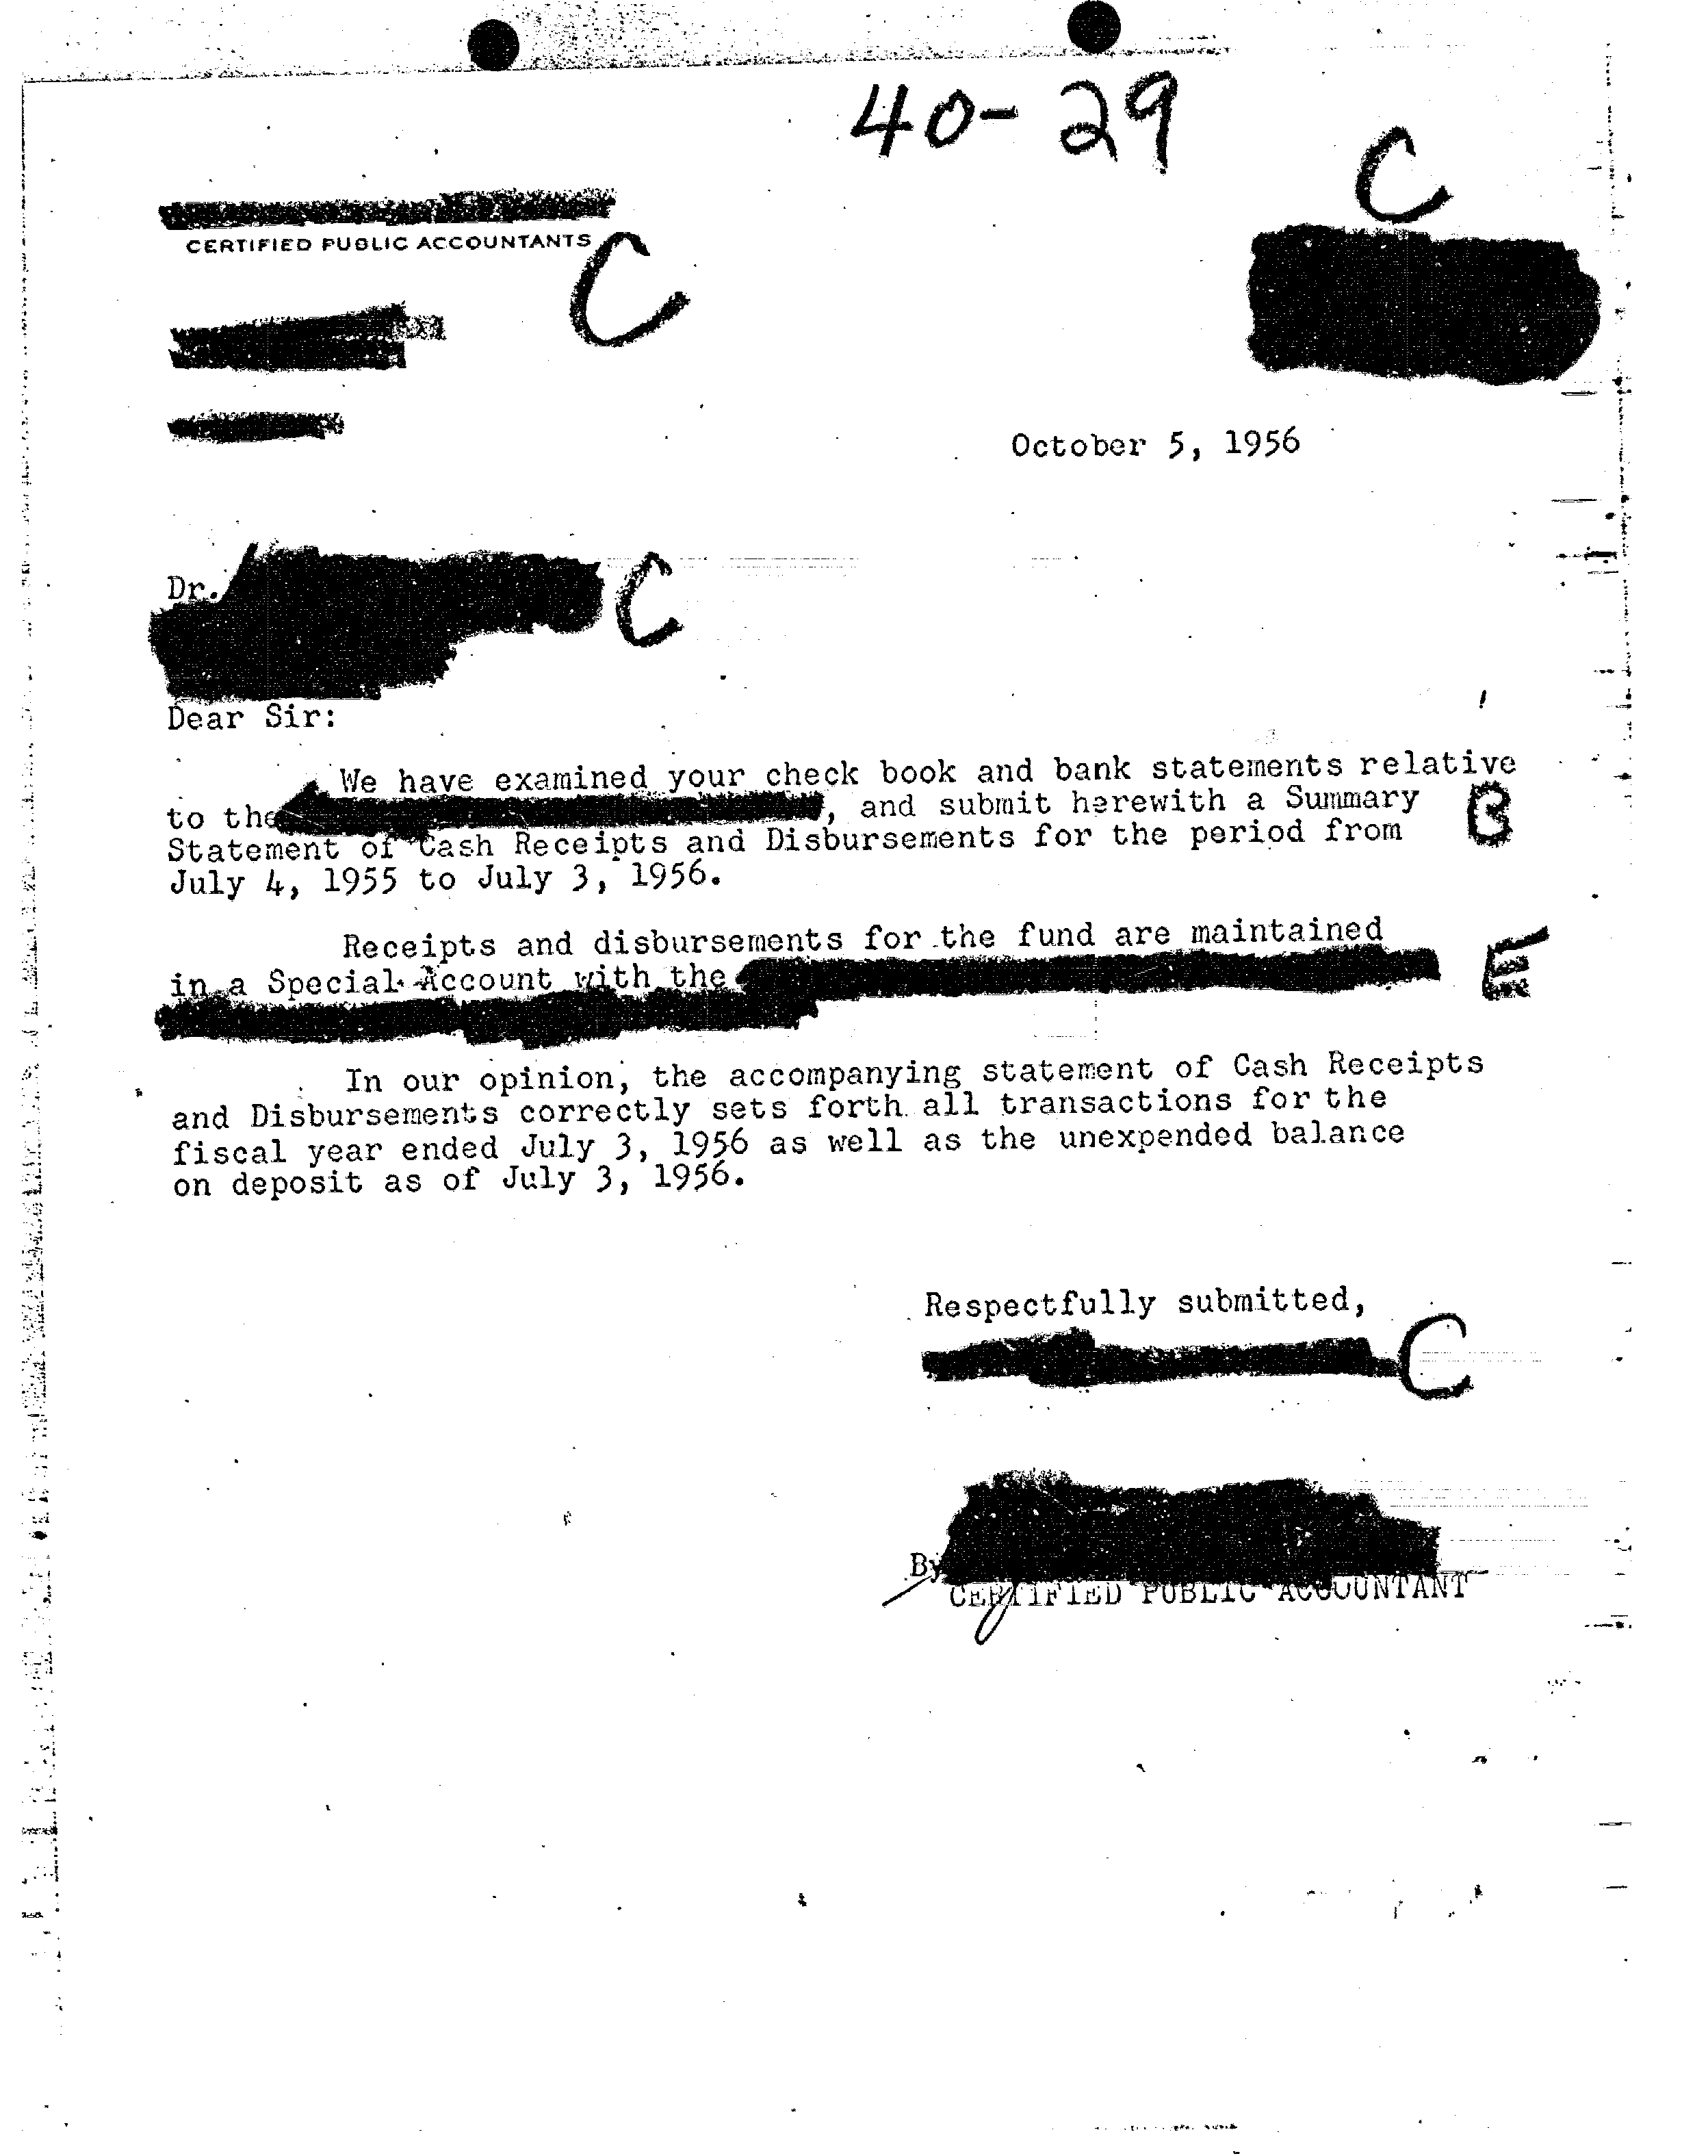 40-29
C
CERTIFIED PUBLIC ACCOUNTANTS
C
October 5, 1956
Dr.
C
Dear Sir:
We have examined your check book and bank statements relative
to the , and submit herewith a Summary
B
Statement of Cash Receipts and Disbursements for the period from
July 4, 1955 to July 3, 1956.
Receipts and disbursements for the fund are maintained
in a Special Account with the
E
In our opinion, the accompanying statement of Cash Receipts
and Disbursements correctly sets forth all transactions for the
fiscal year ended July 3, 1956 as well as the unexpended balance
on deposit as of July 3, 1956.
Respectfully submitted,
C
By
CERTIFIED PUBLIC ACCOUNTANT